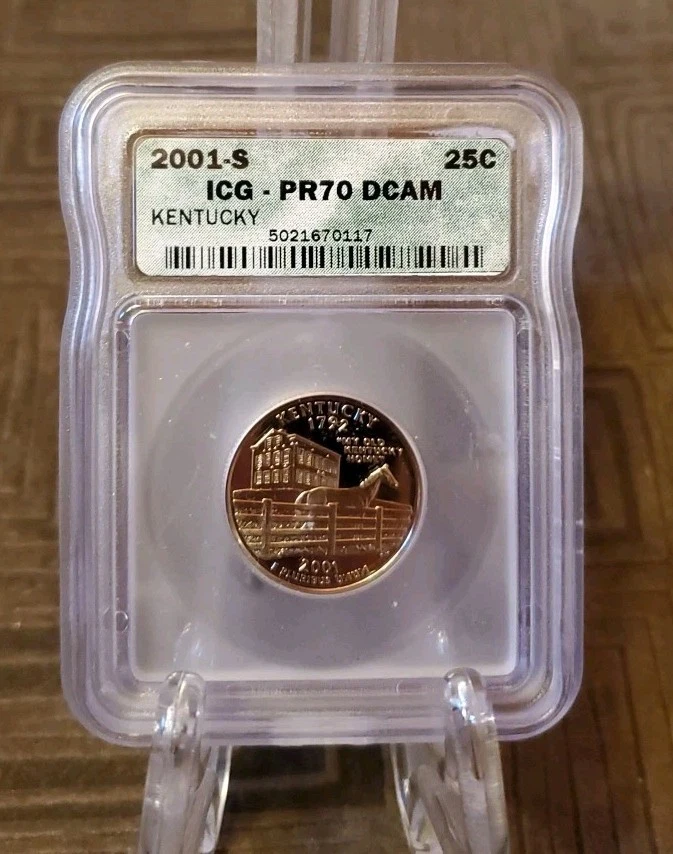 2001-S 25C
ICG - PR70 DCAM
KENTUCKY
5021670117
KENTUCKY
1792
"MY OLD
KENTUCKY
HOME"
2001
E PLURIBUS UNUM